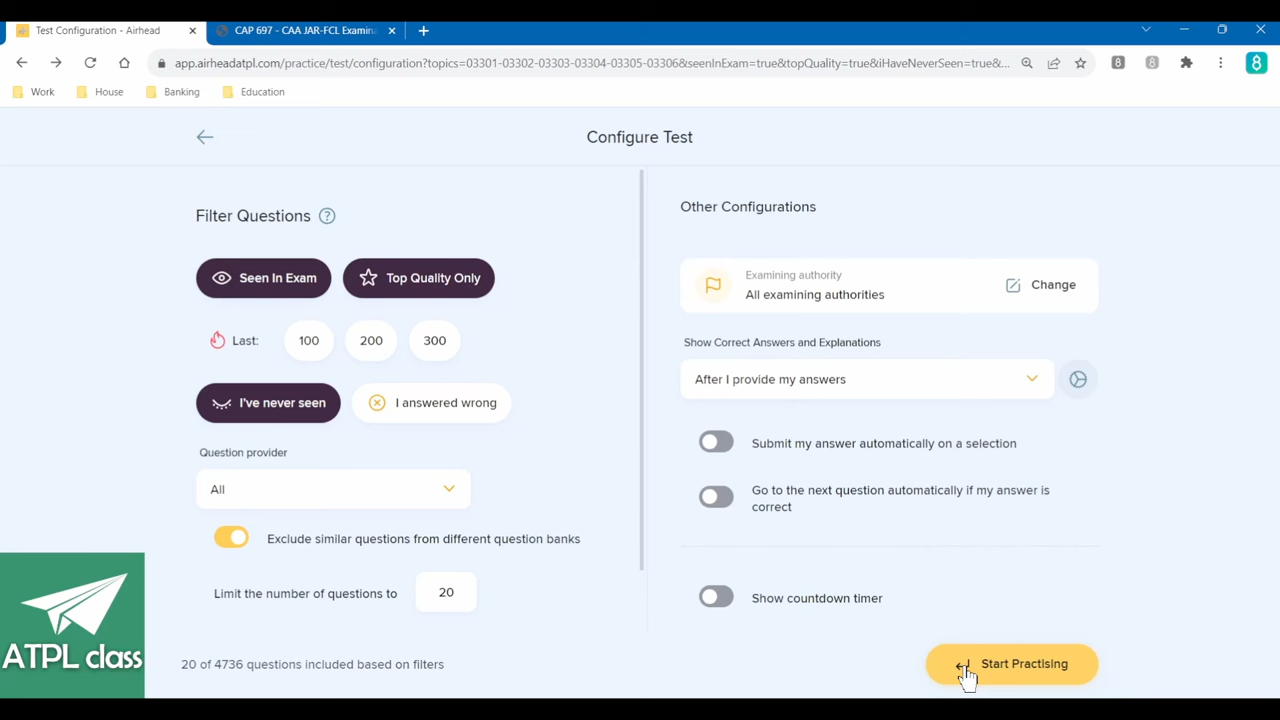 Test Configuration - Airhead
CAP 697 - CAA JAR-FCL Examina
app.airheadatpl.com/practice/test/configuration?topics=03301-03302-03303-03304-03305-03306&seenInExam=true&topQuality=true&iHaveNeverSeen=true&...
Work House Banking Education
Configure Test
Filter Questions ?
Seen In Exam Top Quality Only
Last: 100 200 300
I've never seen I answered wrong
Question provider
All
Exclude similar questions from different question banks
Limit the number of questions to 20
20 of 4736 questions included based on filters
Other Configurations
Examining authority
All examining authorities
Change
Show Correct Answers and Explanations
After I provide my answers
Submit my answer automatically on a selection
Go to the next question automatically if my answer is
correct
Show countdown timer
Start Practising
ATPL class